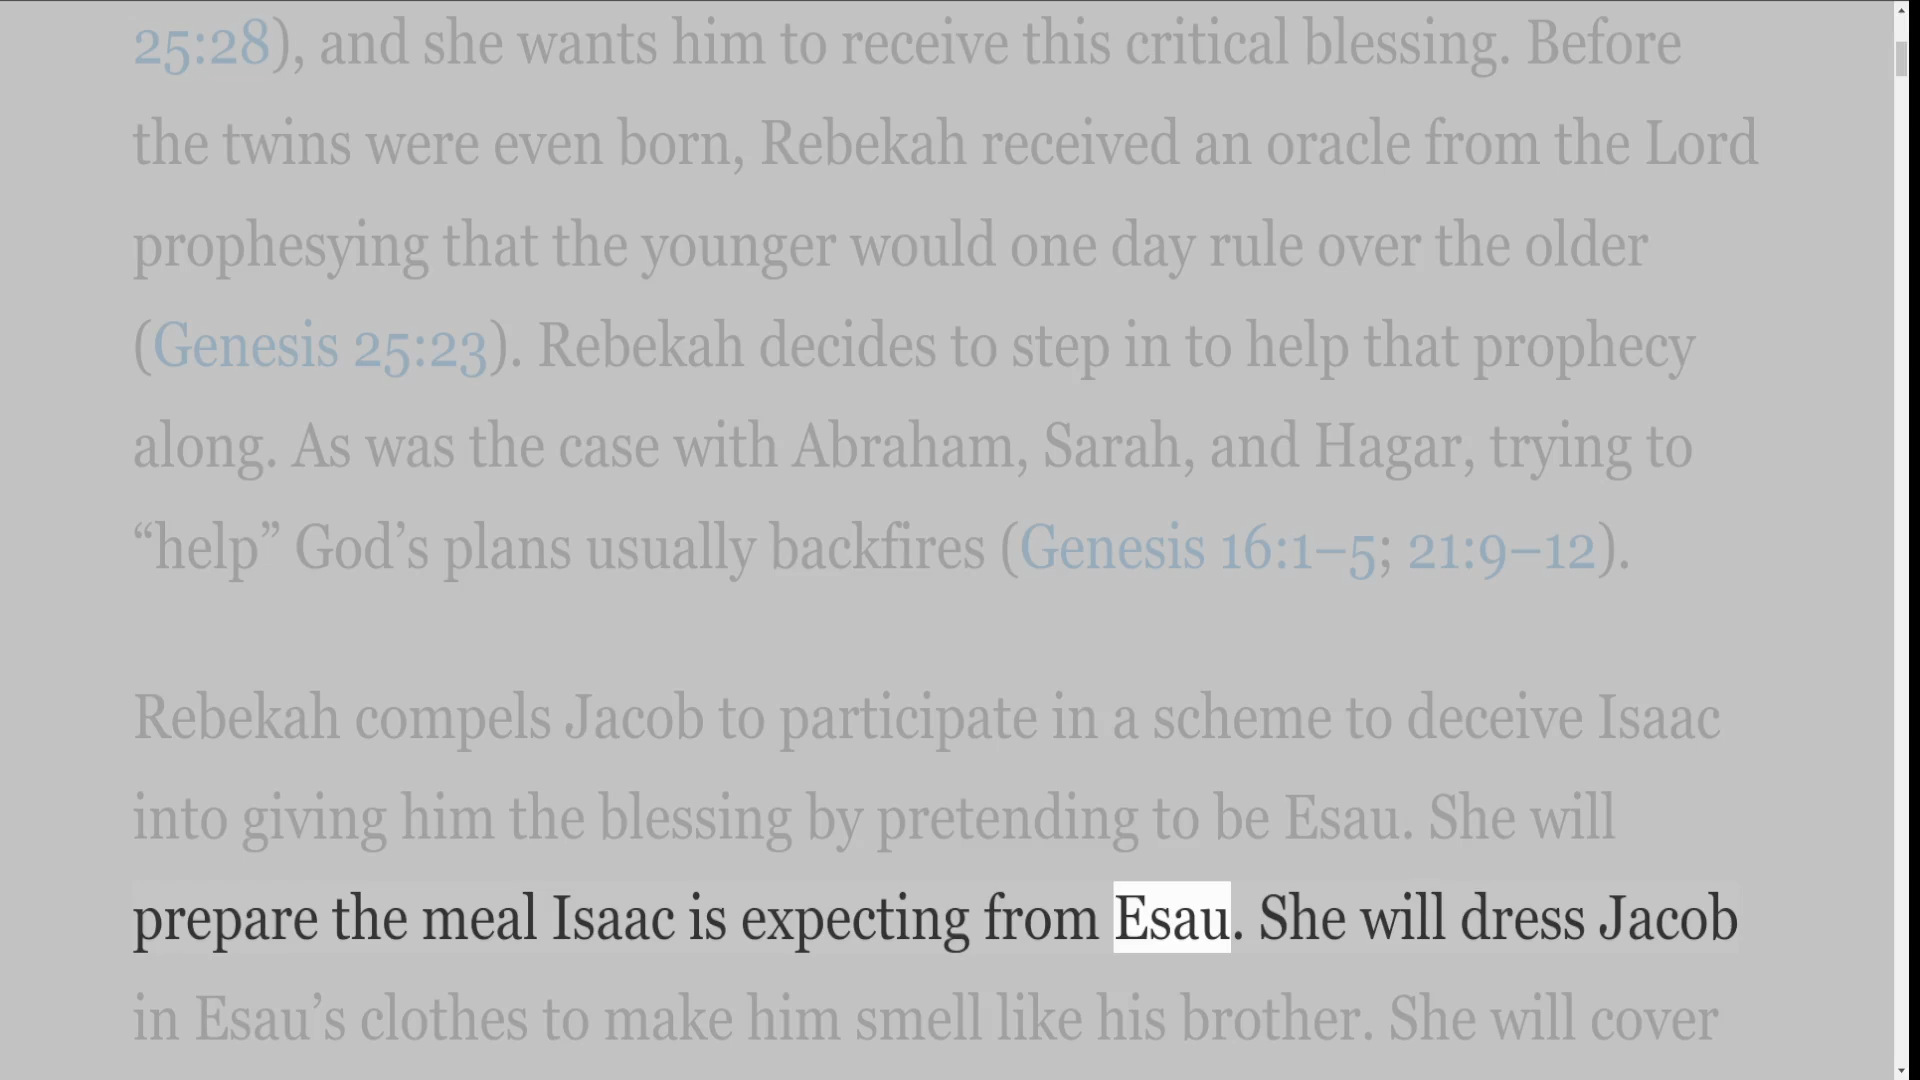 25:28), and she wants him to receive this critical blessing. Before
the twins were even born, Rebekah received an oracle from the Lord
prophesying that the younger would one day rule over the older
(Genesis 25:23). Rebekah decides to step in to help that prophecy
along. As was the case with Abraham, Sarah, and Hagar, trying to
“help” God’s plans usually backfires (Genesis 16:1–5; 21:9–12).
Rebekah compels Jacob to participate in a scheme to deceive Isaac
into giving him the blessing by pretending to be Esau. She will
prepare the meal Isaac is expecting from Esau. She will dress Jacob
in Esau’s clothes to make him smell like his brother. She will cover